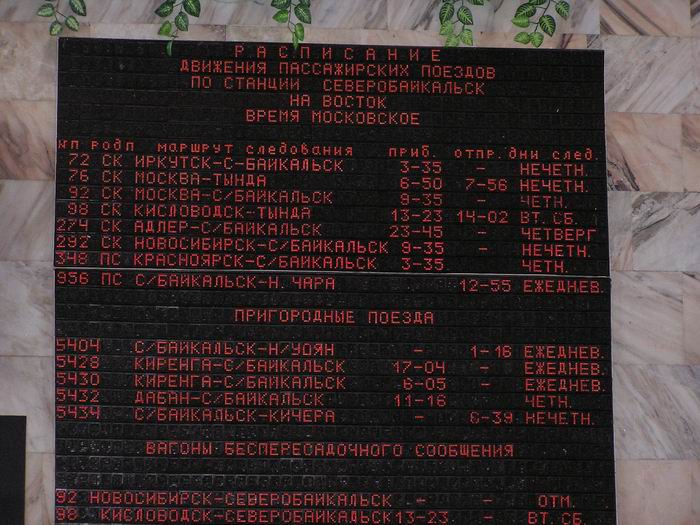 РАСПИСАНИЕ
ДВИЖЕНИЯ ПАССАЖИРСКИХ ПОЕЗДОВ
ПО СТАНЦИИ СЕВЕРОБАЙКАЛЬСК
НА ВОСТОК
ВРЕМЯ МОСКОВСКОЕ
нп родп маршрут следования приб. отпр. дни след.
72 СК ИРКУТСК-С-БАЙКАЛЬСК 3-35 - НЕЧЕТН.
76 СК МОСКВА-ТЫНДА 6-50 7-56 НЕЧЕТН.
92 СК МОСКВА-С/БАЙКАЛЬСК 9-35 - ЧЕТН.
98 СК КИСЛОВОДСК-ТЫНДА 13-23 14-02 ВТ. СБ.
274 СК АДЛЕР-С/БАЙКАЛЬСК 23-45 - ЧЕТВЕРГ
292 СК НОВОСИБИРСК-С/БАЙКАЛЬСК 9-35 - НЕЧЕТН.
348 ПС КРАСНОЯРСК-С/БАЙКАЛЬСК 3-35 ЧЕТН.
956 ПС С/БАЙКАЛЬСК-Н. ЧАРА 12-55 ЕЖЕДНЕВ.
ПРИГОРОДНЫЕ ПОЕЗДА
5404 С/БАЙКАЛЬСК-Н/УОЯН - 1-16 ЕЖЕДНЕВ.
5428 КИРЕНГА-С/БАЙКАЛЬСК 17-04 - ЕЖЕДНЕВ.
5430 КИРЕНГА-С/БАЙКАЛЬСК 6-05 - ЕЖЕДНЕВ.
5432 ДАБАН-С/БАЙКАЛЬСК 11-16 ЧЕТН.
5434 С/БАЙКАЛЬСК-КИЧЕРА - 6-39 НЕЧЕТН.
ВАГОНЫ БЕСПЕРЕСАДОЧНОГО СООБЩЕНИЯ
92 НОВОСИБИРСК-СЕВЕРОБАЙКАЛЬСК - - ОТМ.
98 КИСЛОВОДСК-СЕВЕРОБАЙКАЛЬСК 13-23 - ВТ. СБ.